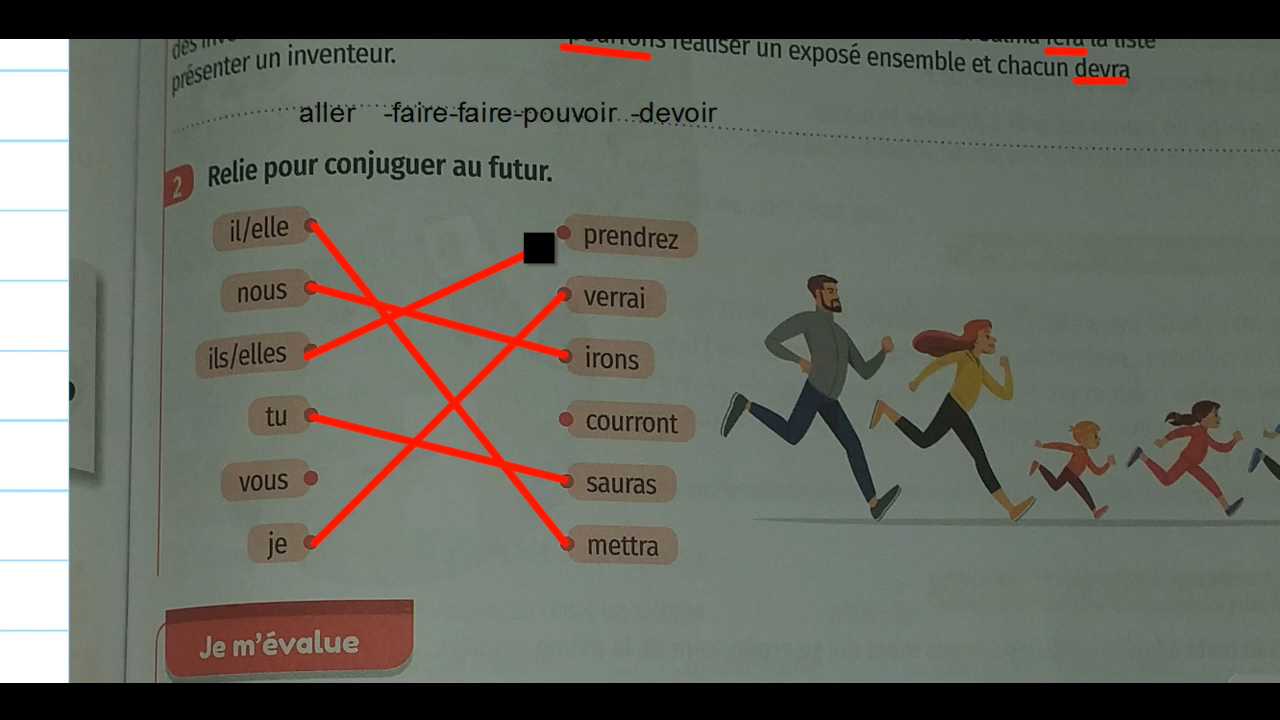 la liste
présenter un inventeur.
pourrons réaliser un exposé ensemble et chacun devra
aller -faire-faire-pouvoir -devoir
2 Relie pour conjuguer au futur.
il/elle prendrez
nous verrai
ils/elles irons
tu courront
vous sauras
je mettra
Je m'évalue